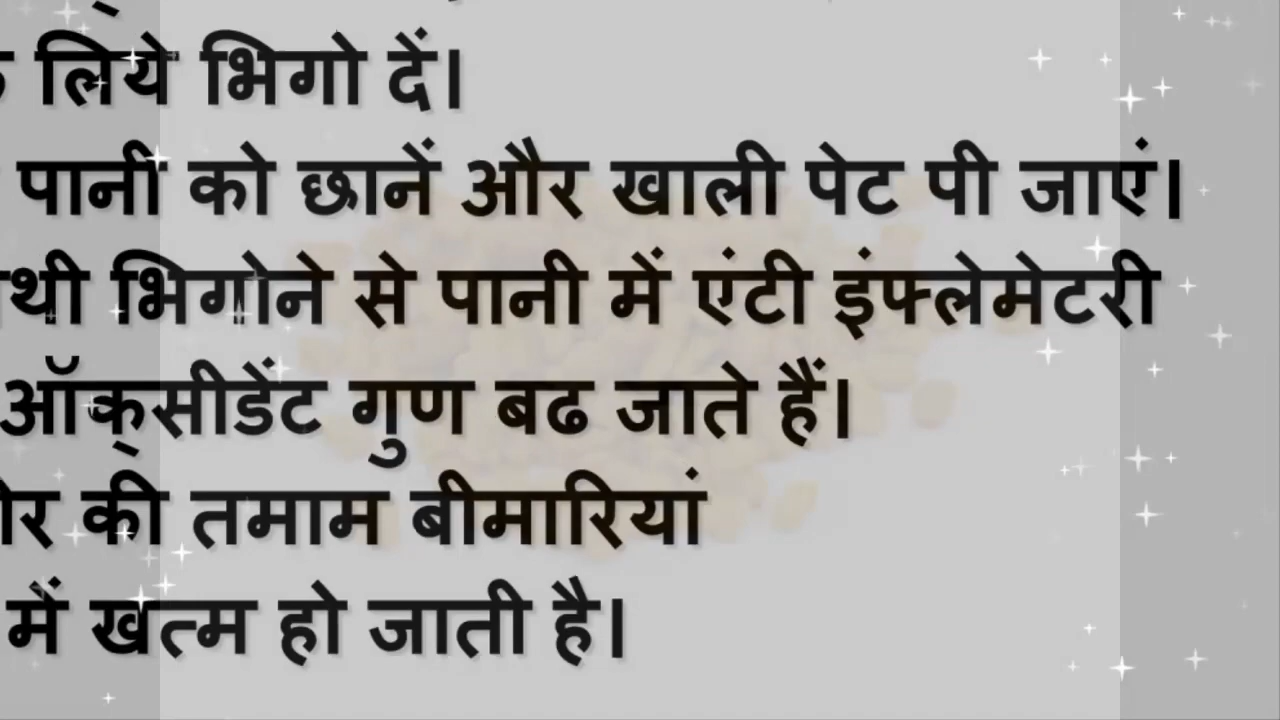 लिये भिगो दें।
पानी को छानें और खाली पेट पी जाएं।
भिगोने से पानी में एंटी इंफ्लेमेटरी
ऑक्सीडेंट गुण बढ जाते हैं।
की तमाम बीमारियां
में खत्म हो जाती है।